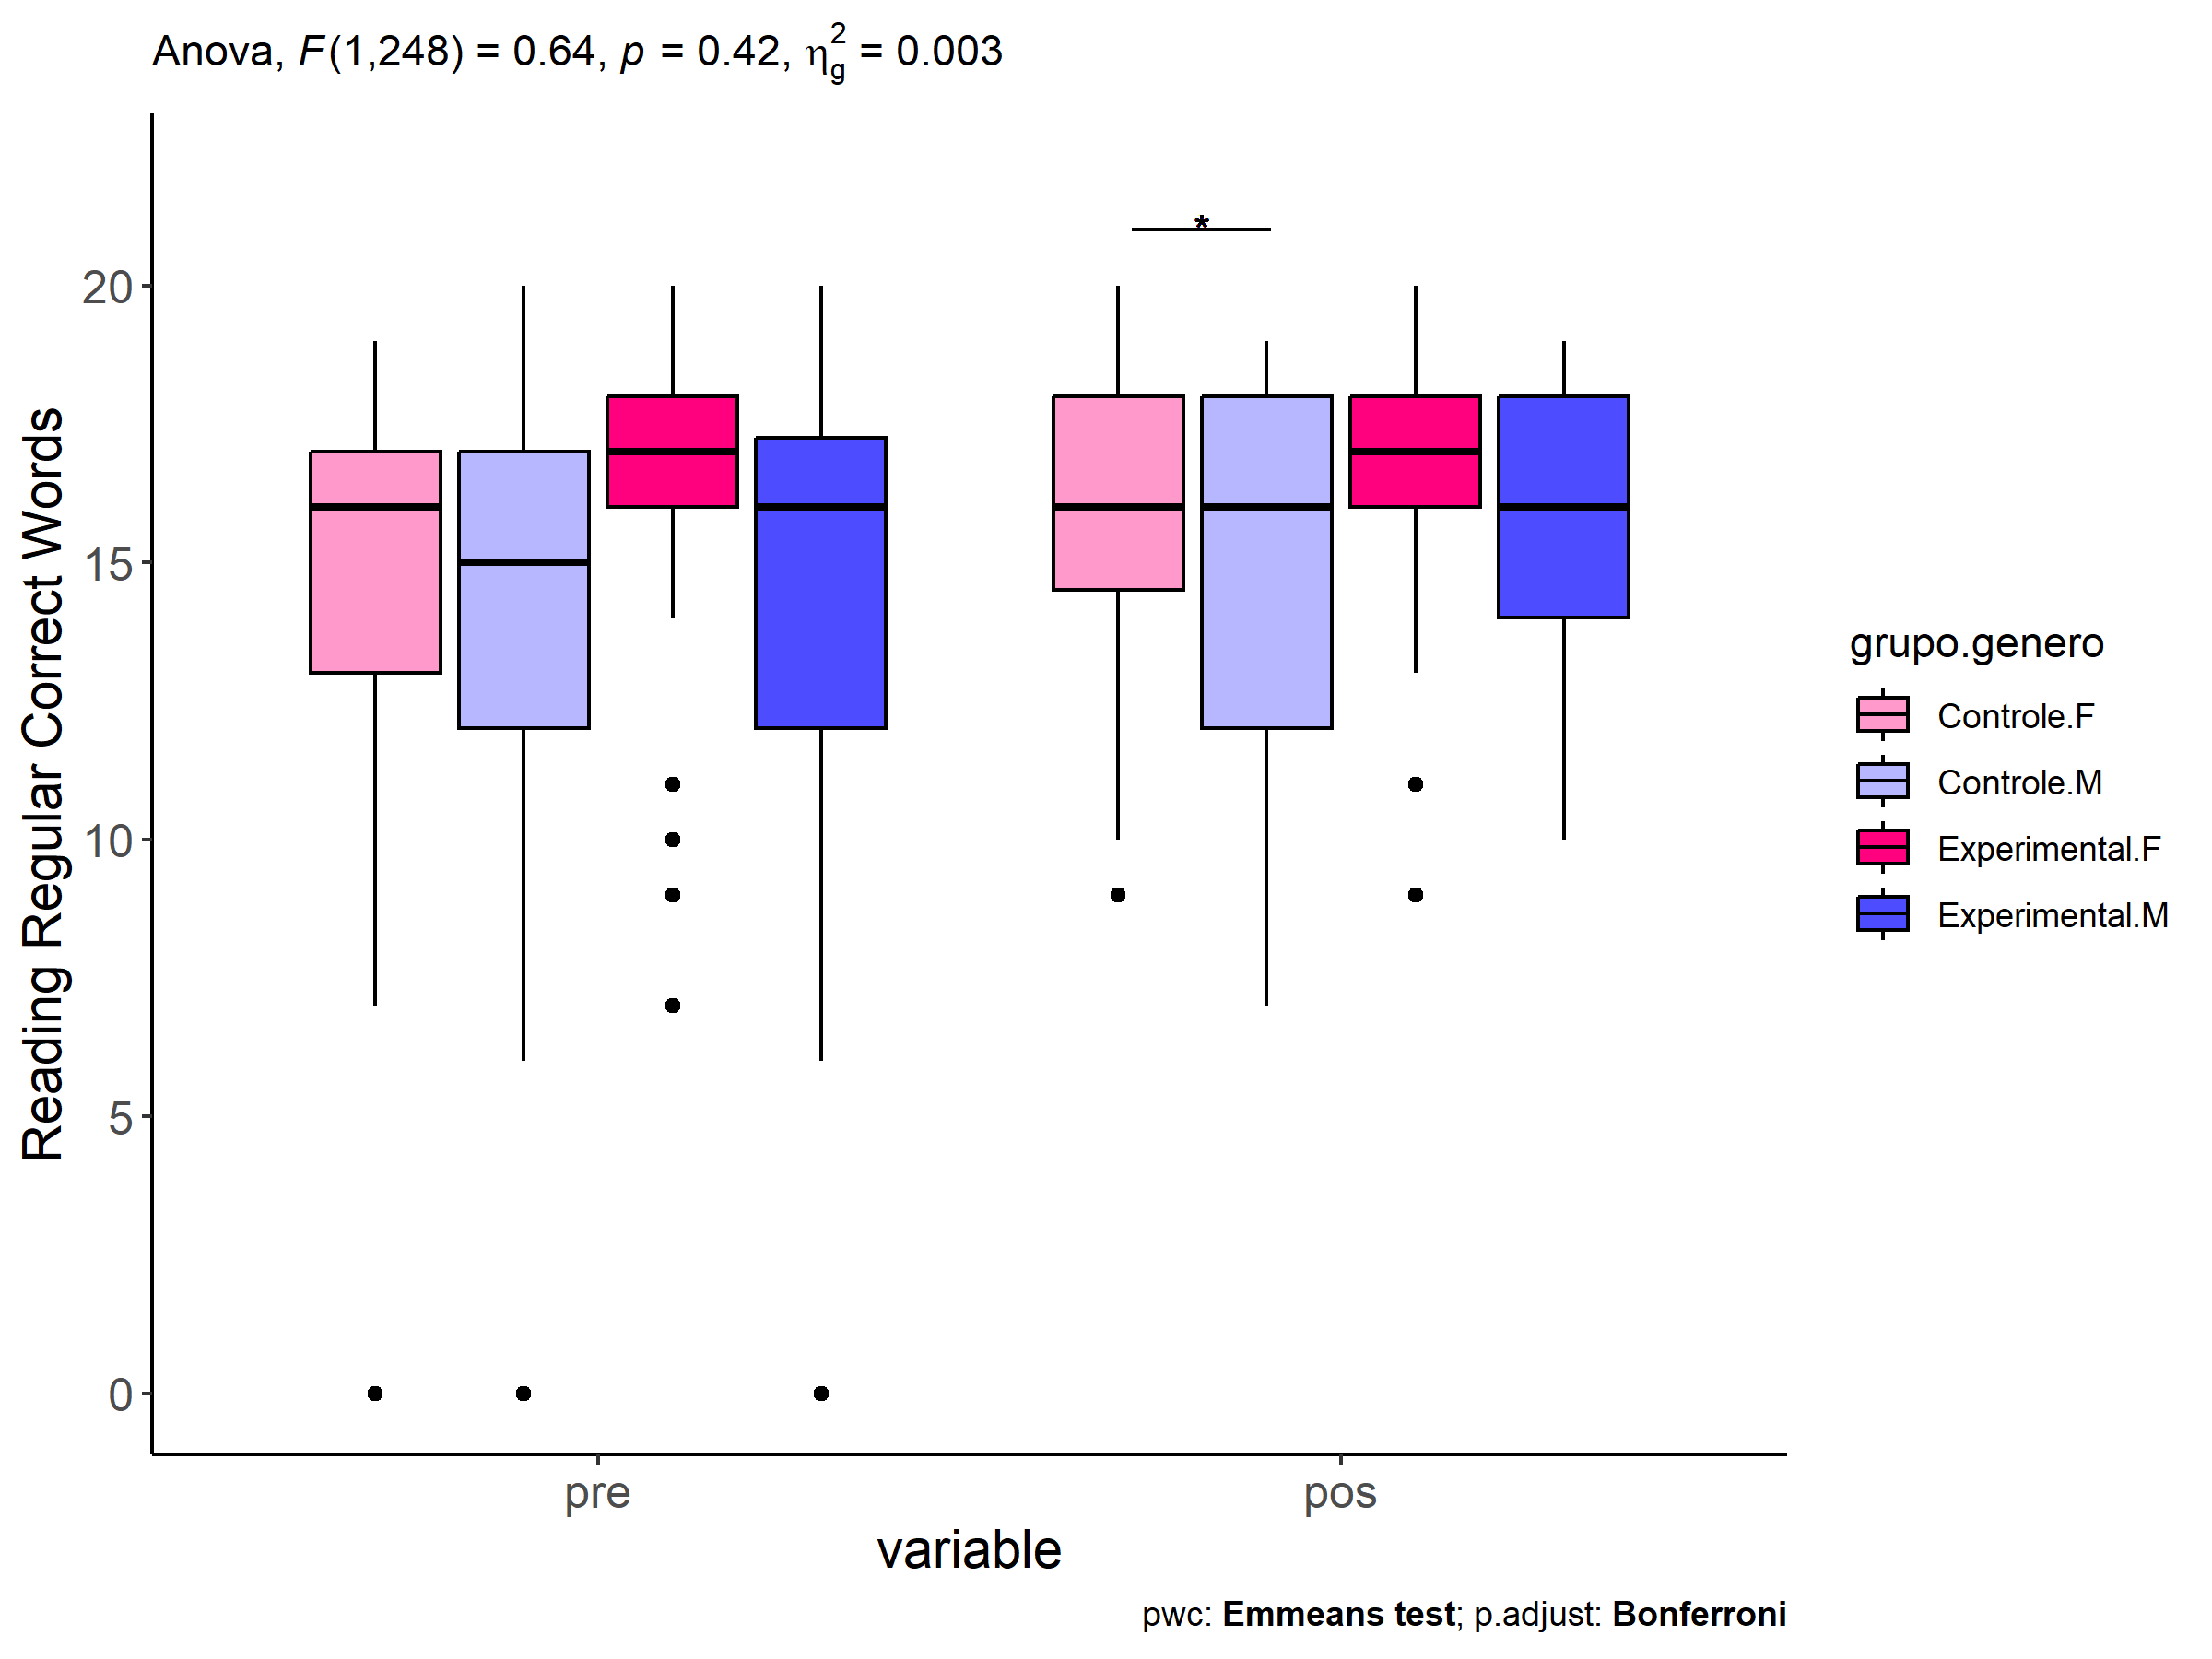 Anova, F(1,248) = 0.64, p = 0.42, η²g = 0.003
*
20
15
10
5
0
Reading Regular Correct Words
pre
pos
variable
grupo.genero
Controle.F
Controle.M
Experimental.F
Experimental.M
pwc: Emmeans test; p.adjust: Bonferroni